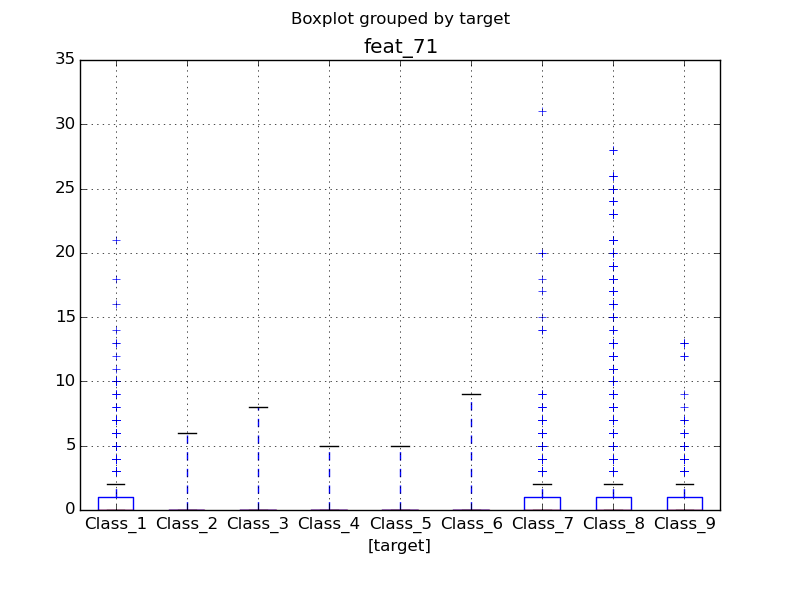 Boxplot grouped by target
feat_71
35
30
25
20
15
10
5
0
Class_1 Class_2 Class_3 Class_4 Class_5 Class_6 Class_7 Class_8 Class_9
[target]